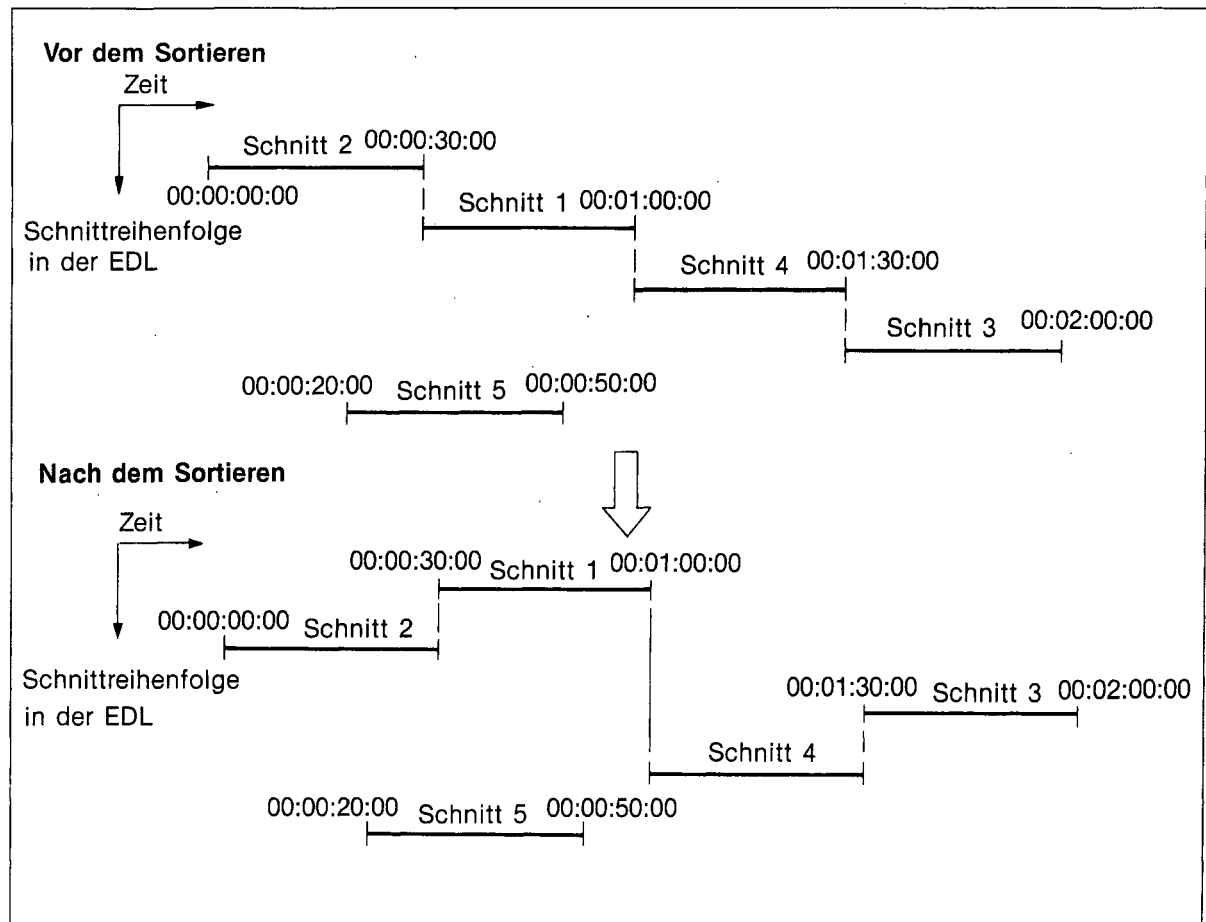 Vor dem Sortieren
Zeit
Schnitt 2 00:00:30:00
00:00:00:00
Schnitt 1 00:01:00:00
Schnittreihenfolge
in der EDL
Schnitt 4 00:01:30:00
Schnitt 3 00:02:00:00
00:00:20:00 Schnitt 5 00:00:50:00
Nach dem Sortieren
Zeit
00:00:30:00 Schnitt 1 00:01:00:00
00:00:00:00 Schnitt 2
Schnittreihenfolge
in der EDL
00:01:30:00 Schnitt 3 00:02:00:00
Schnitt 4
00:00:20:00 Schnitt 5 00:00:50:00